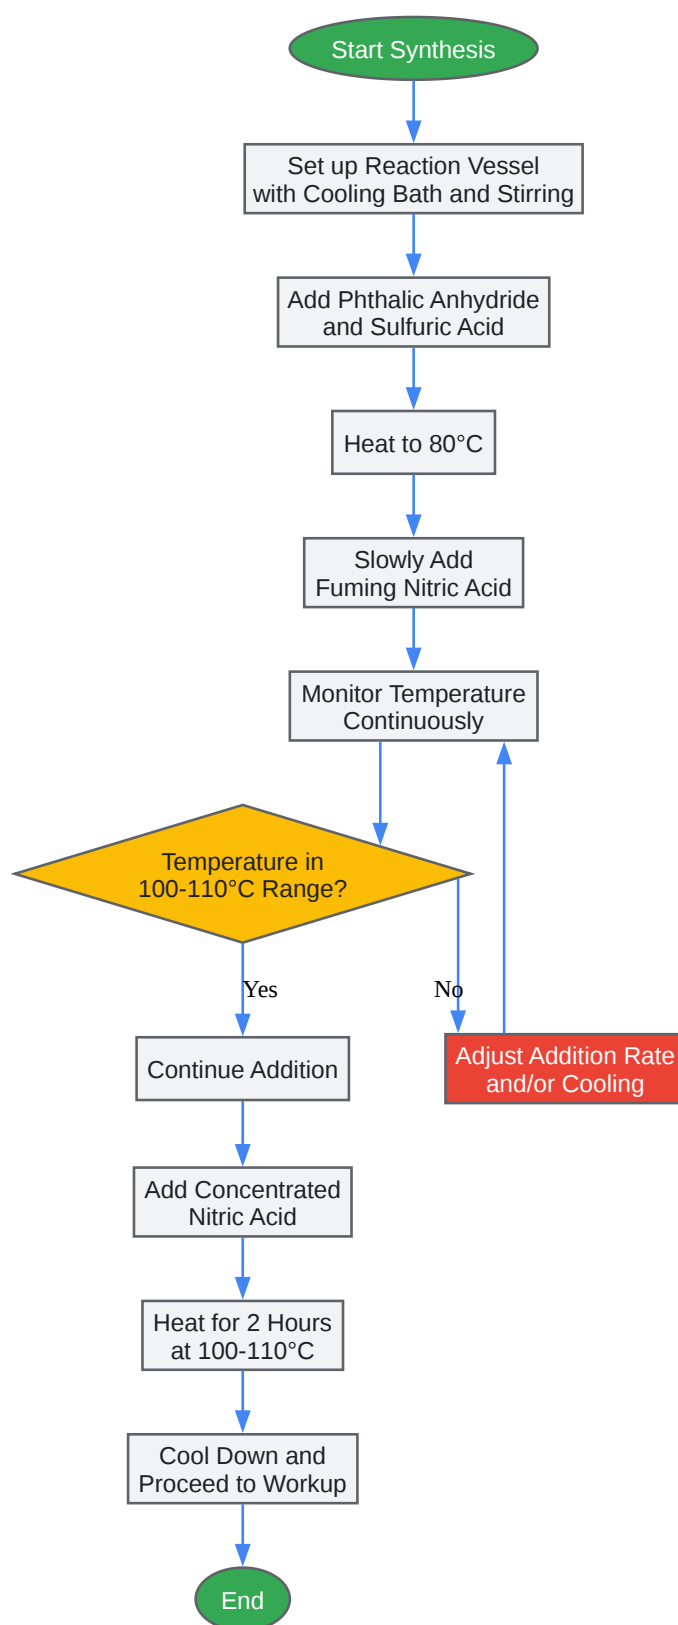 Start Synthesis
Set up Reaction Vessel
with Cooling Bath and Stirring
Add Phthalic Anhydride
and Sulfuric Acid
Heat to 80°C
Slowly Add
Fuming Nitric Acid
Monitor Temperature
Continuously
Temperature in
100-110°C Range?
Yes
No
Continue Addition
Adjust Addition Rate
and/or Cooling
Add Concentrated
Nitric Acid
Heat for 2 Hours
at 100-110°C
Cool Down and
Proceed to Workup
End